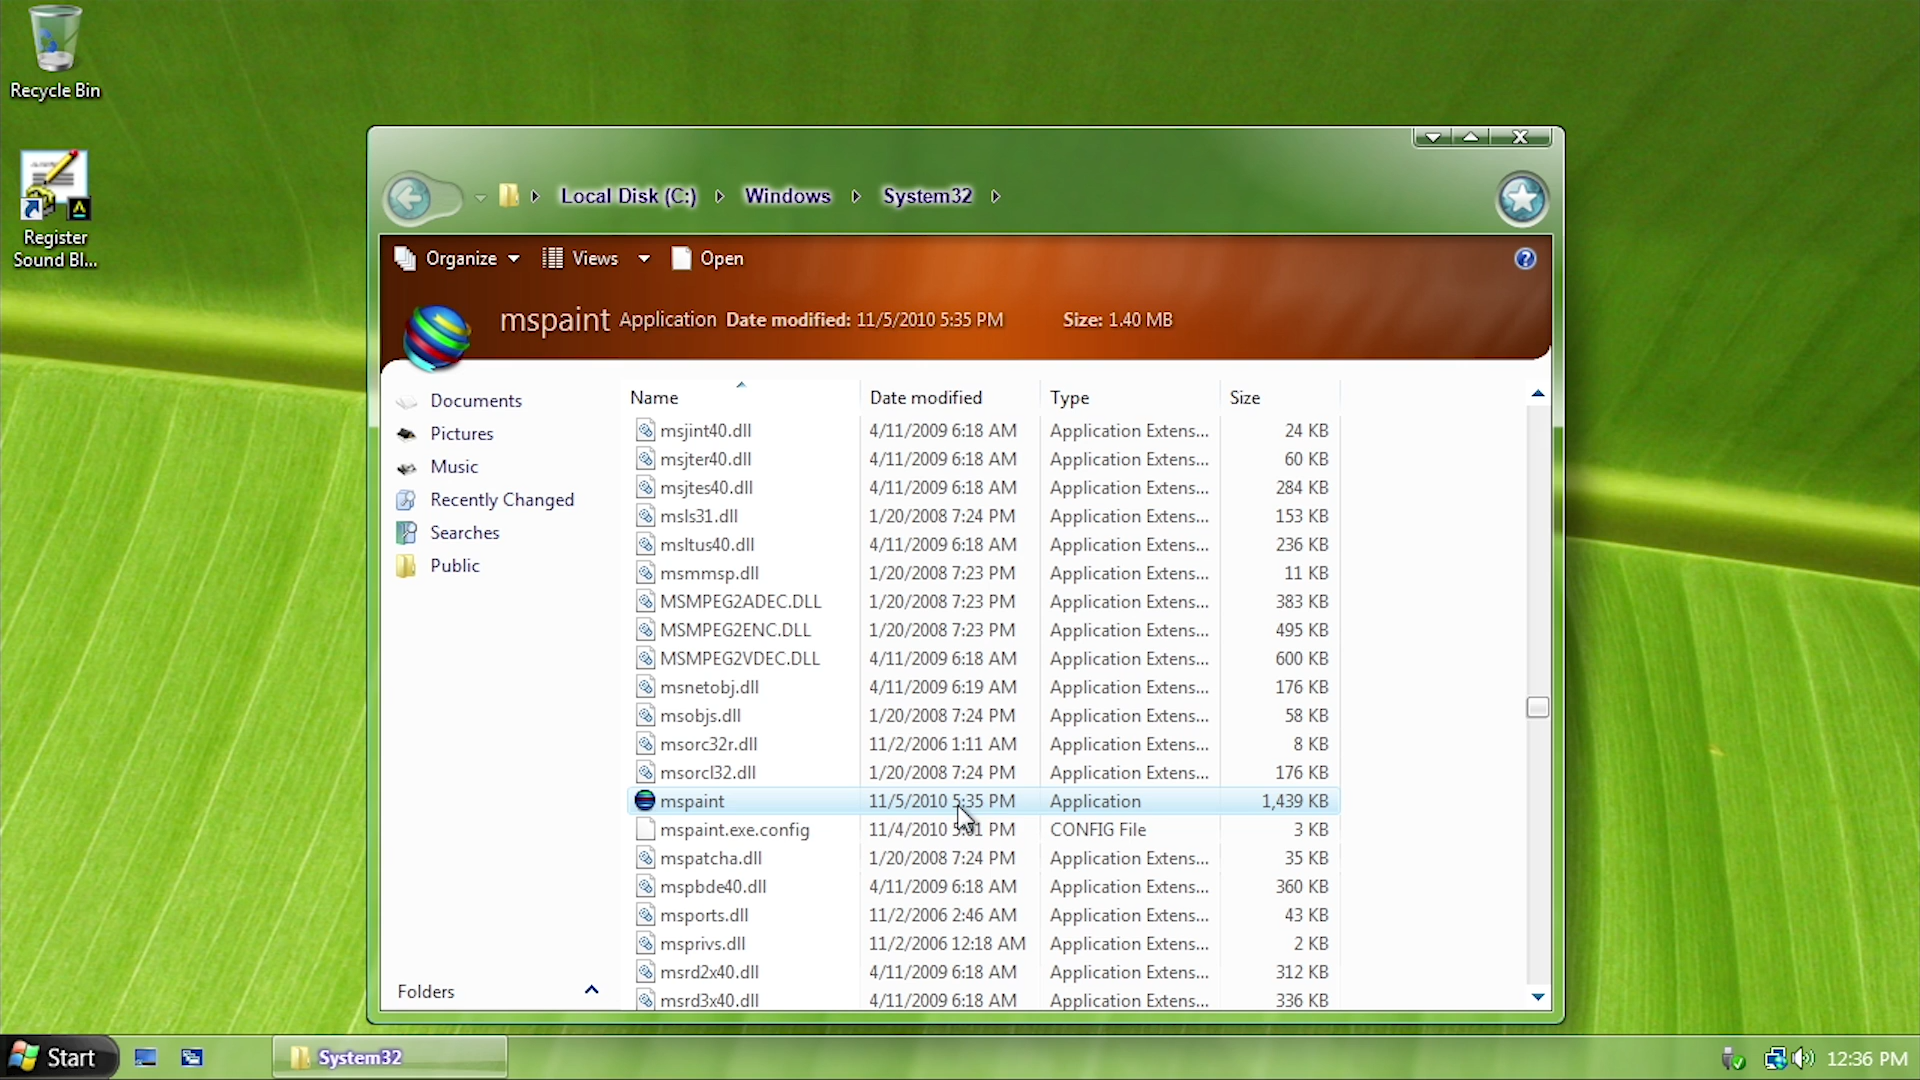 Recycle Bin
Register
Sound Bl...
Local Disk (C:) Windows System32
Organize Views Open
mspaint Application Date modified: 11/5/2010 5:35 PM Size: 1.40 MB
Documents
Pictures
Music
Recently Changed
Searches
Public
Folders
Name Date modified Type Size
msjint40.dll 4/11/2009 6:18 AM Application Extens... 24 KB
msjter40.dll 4/11/2009 6:18 AM Application Extens... 60 KB
msjtes40.dll 4/11/2009 6:18 AM Application Extens... 284 KB
msls31.dll 1/20/2008 7:24 PM Application Extens... 153 KB
msltus40.dll 4/11/2009 6:18 AM Application Extens... 236 KB
msmmsp.dll 1/20/2008 7:23 PM Application Extens... 11 KB
MSMPEG2ADEC.DLL 1/20/2008 7:23 PM Application Extens... 383 KB
MSMPEG2ENC.DLL 1/20/2008 7:23 PM Application Extens... 495 KB
MSMPEG2VDEC.DLL 4/11/2009 6:18 AM Application Extens... 600 KB
msnetobj.dll 4/11/2009 6:19 AM Application Extens... 176 KB
msobjs.dll 1/20/2008 7:24 PM Application Extens... 58 KB
msorc32r.dll 11/2/2006 1:11 AM Application Extens... 8 KB
msorcl32.dll 1/20/2008 7:24 PM Application Extens... 176 KB
mspaint 11/5/2010 5:35 PM Application 1,439 KB
mspaint.exe.config 11/4/2010 PM CONFIG File 3 KB
mspatcha.dll 1/20/2008 7:24 PM Application Extens... 35 KB
mspbde40.dll 4/11/2009 6:18 AM Application Extens... 360 KB
msports.dll 11/2/2006 2:46 AM Application Extens... 43 KB
msprivs.dll 11/2/2006 12:18 AM Application Extens... 2 KB
msrd2x40.dll 4/11/2009 6:18 AM Application Extens... 312 KB
msrd3x40.dll 4/11/2009 6:18 AM Application Extens... 336 KB
Start System32 12:36 PM